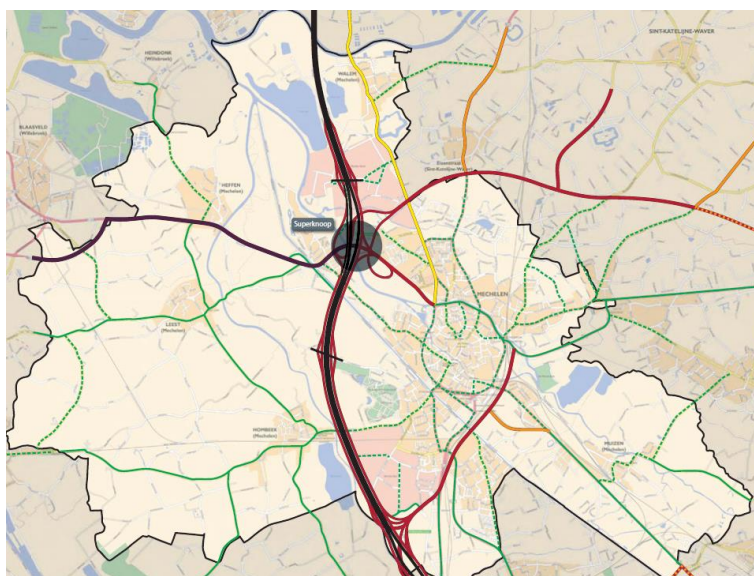 HEINDONK
(Willebroek)
SINT-KATELIJNE-WAVER
WALEM
(Mechelen)
BLAASVELD
(Willebroek)
HEFFEN
(Mechelen)
(Sint-Katelijne-Waver)
Superknoop
MECHELEN
LEEST
(Mechelen)
HOMBEEK
(Mechelen)
MUIZEN
(Mechelen)